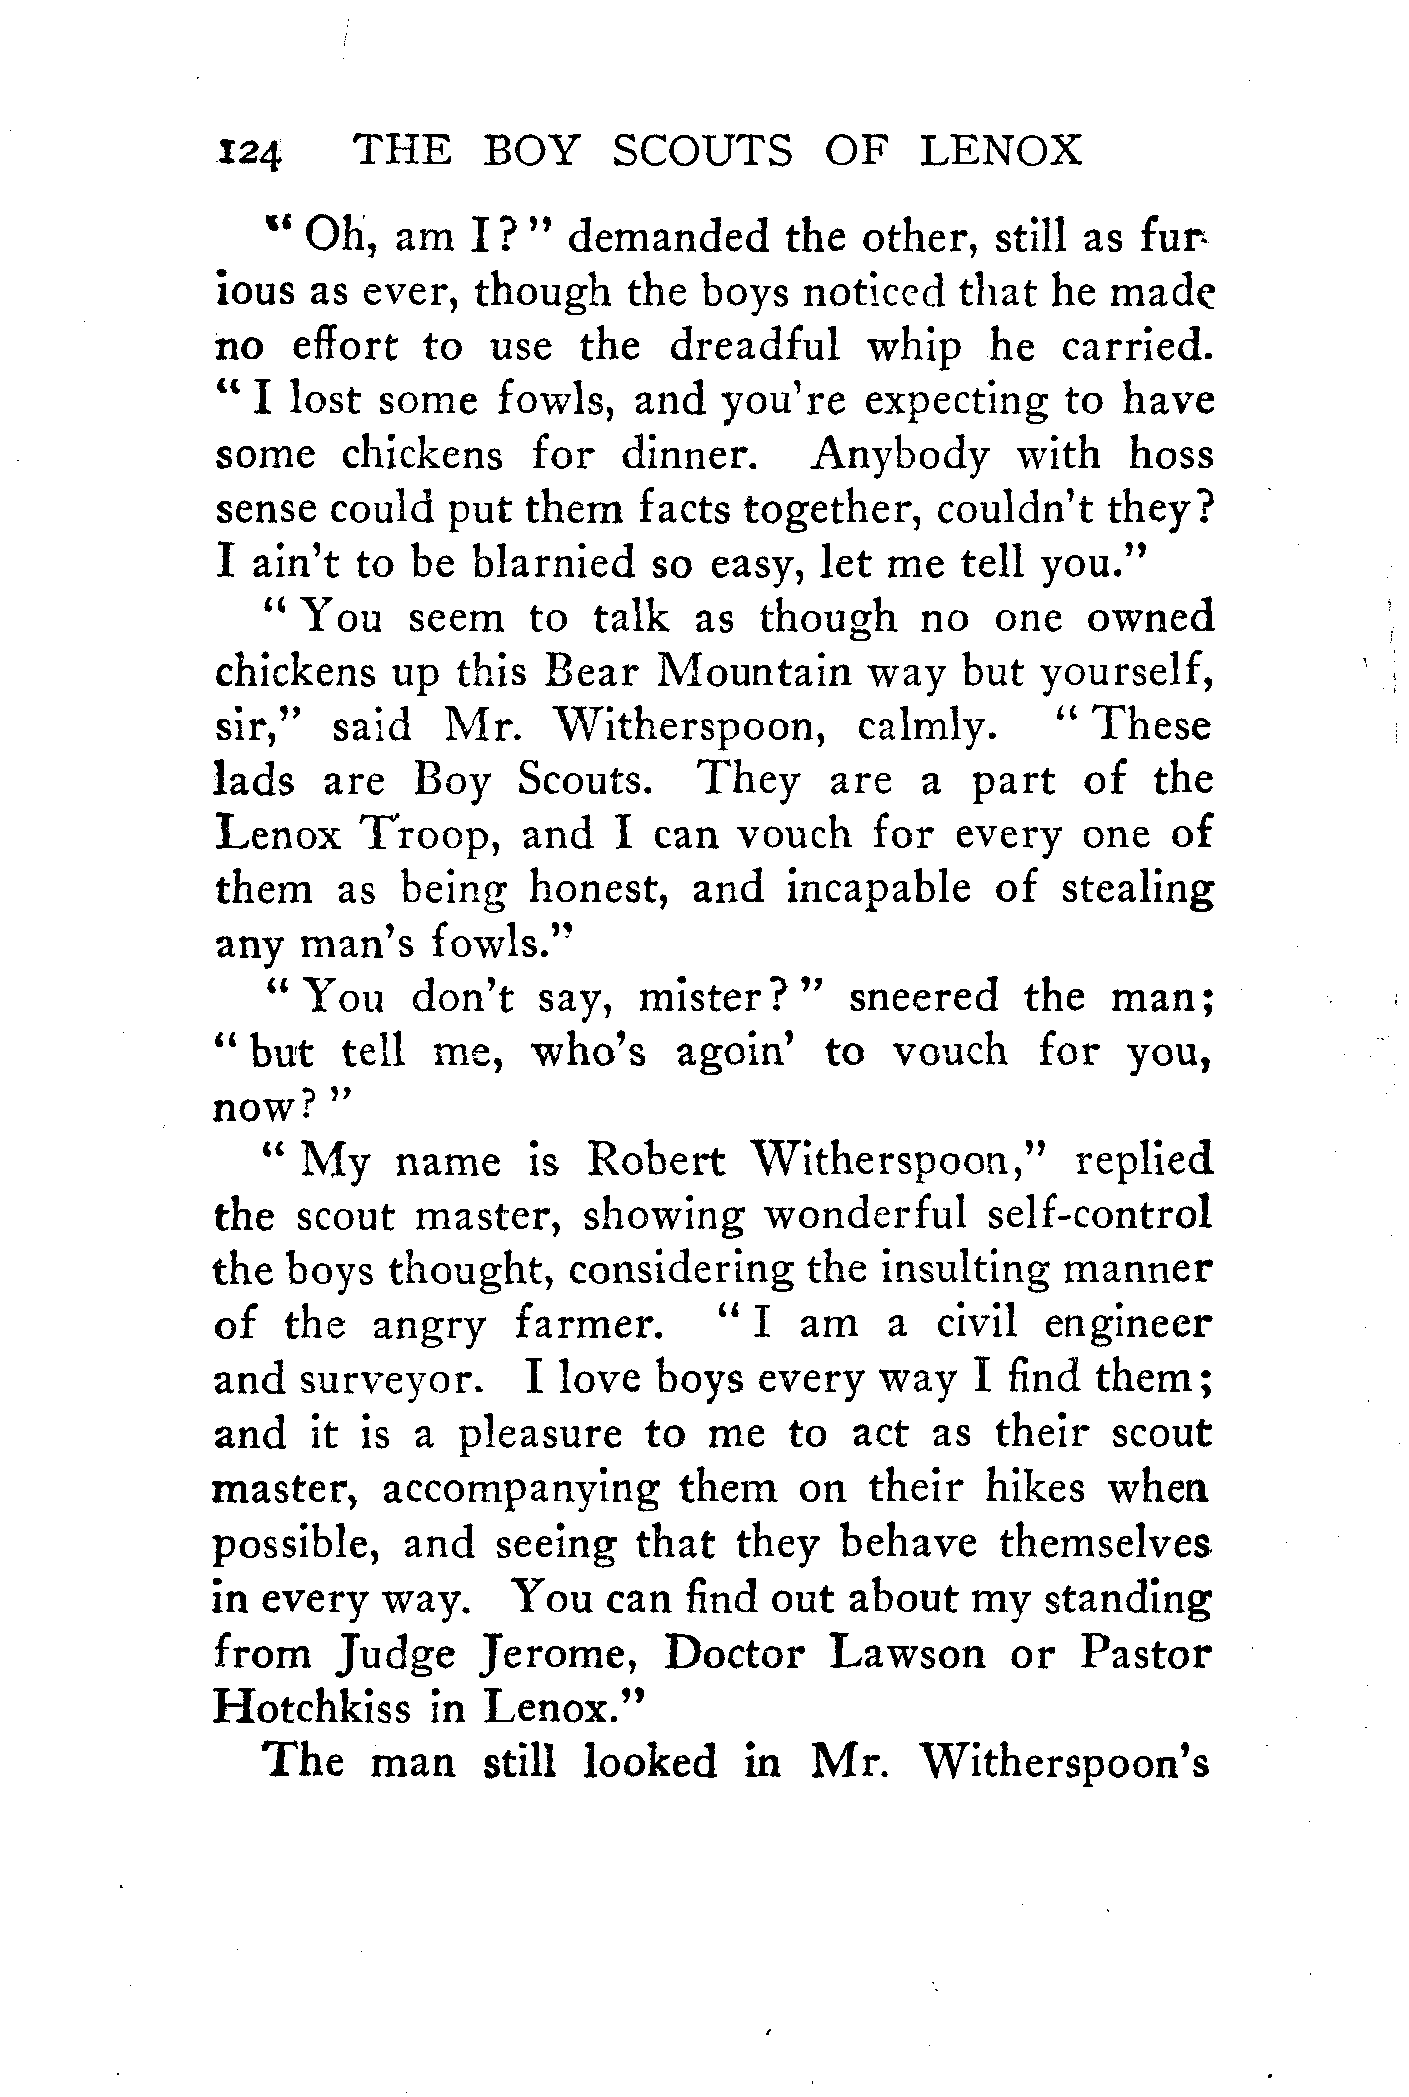 124 THE BOY SCOUTS OF LENOX
“ Oh, am I? ” demanded the other, still as fur-
ious as ever, though the boys noticed that he made
no effort to use the dreadful whip he carried.
“ I lost some fowls, and you're expecting to have
some chickens for dinner. Anybody with hoss
sense could put them facts together, couldn't they?
I ain't to be blarnied so easy, let me tell you.”
“ You seem to talk as though no one owned
chickens up this Bear Mountain way but yourself,
sir,” said Mr. Witherspoon, calmly. “ These
lads are Boy Scouts. They are a part of the
Lenox Troop, and I can vouch for every one of
them as being honest, and incapable of stealing
any man's fowls.”
“ You don't say, mister? ” sneered the man;
“ but tell me, who's agoin' to vouch for you,
now? ”
“ My name is Robert Witherspoon,” replied
the scout master, showing wonderful self-control
the boys thought, considering the insulting manner
of the angry farmer. “ I am a civil engineer
and surveyor. I love boys every way I find them;
and it is a pleasure to me to act as their scout
master, accompanying them on their hikes when
possible, and seeing that they behave themselves
in every way. You can find out about my standing
from Judge Jerome, Doctor Lawson or Pastor
Hotchkiss in Lenox.”
The man still looked in Mr. Witherspoon's